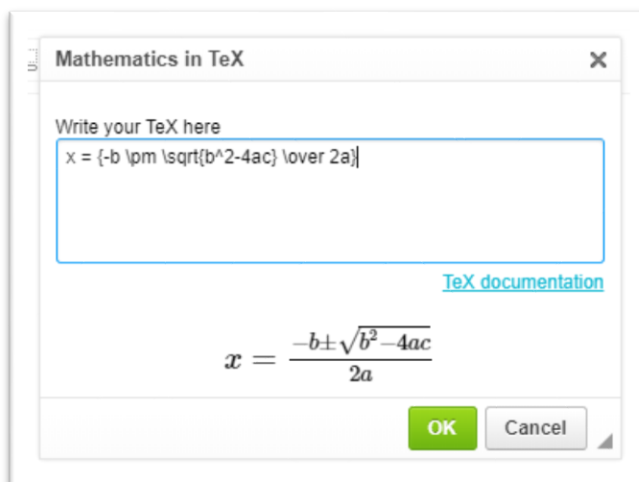 Mathematics in TeX
Write your TeX here
x = {-b \pm \sqrt{b^2-4ac} \over 2a}
TeX documentation
x = −b±√b²−4ac
2a
OK Cancel